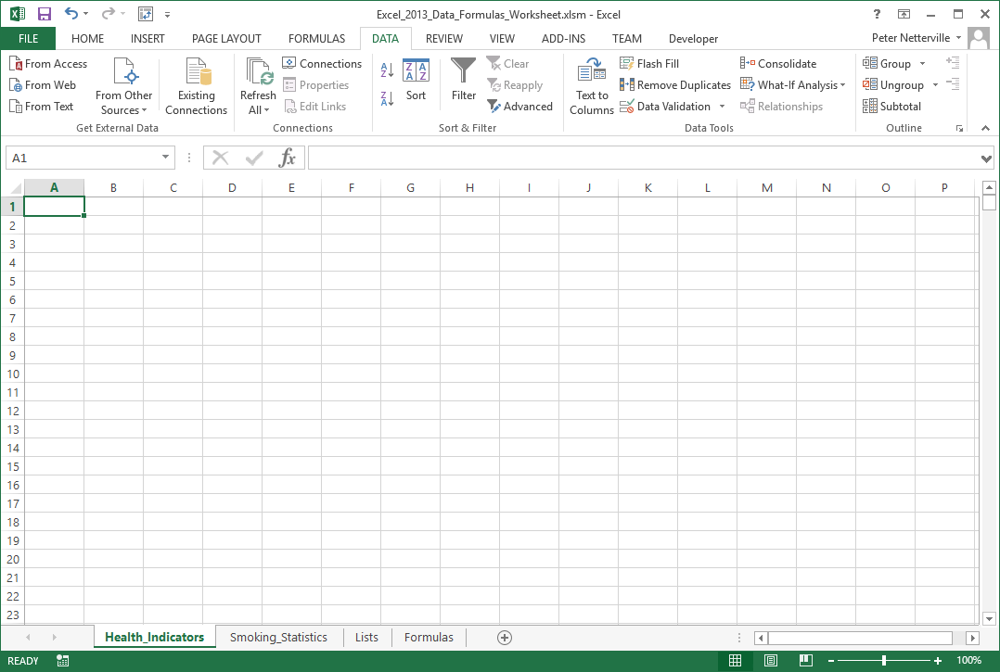 Excel_2013_Data_Formulas_Worksheet.xlsm - Excel
?
FILE HOME INSERT PAGE LAYOUT FORMULAS DATA REVIEW VIEW ADD-INS TEAM Developer Peter Netterville
From Access
From Web
From Text
From Other
Sources
Existing
Connections
Get External Data
Refresh
All
Connections
Properties
Edit Links
Connections
Sort
Filter
Clear
Reapply
Advanced
Sort & Filter
Text to
Columns
Flash Fill
Remove Duplicates
Data Validation
Consolidate
What-If Analysis
Relationships
Data Tools
Group
Ungroup
Subtotal
Outline
A1 fx
A B C D E F G H I J K L M N O P
1
2
3
4
5
6
7
8
9
10
11
12
13
14
15
16
17
18
19
20
21
22
23
Health_Indicators Smoking_Statistics Lists Formulas
READY 100%